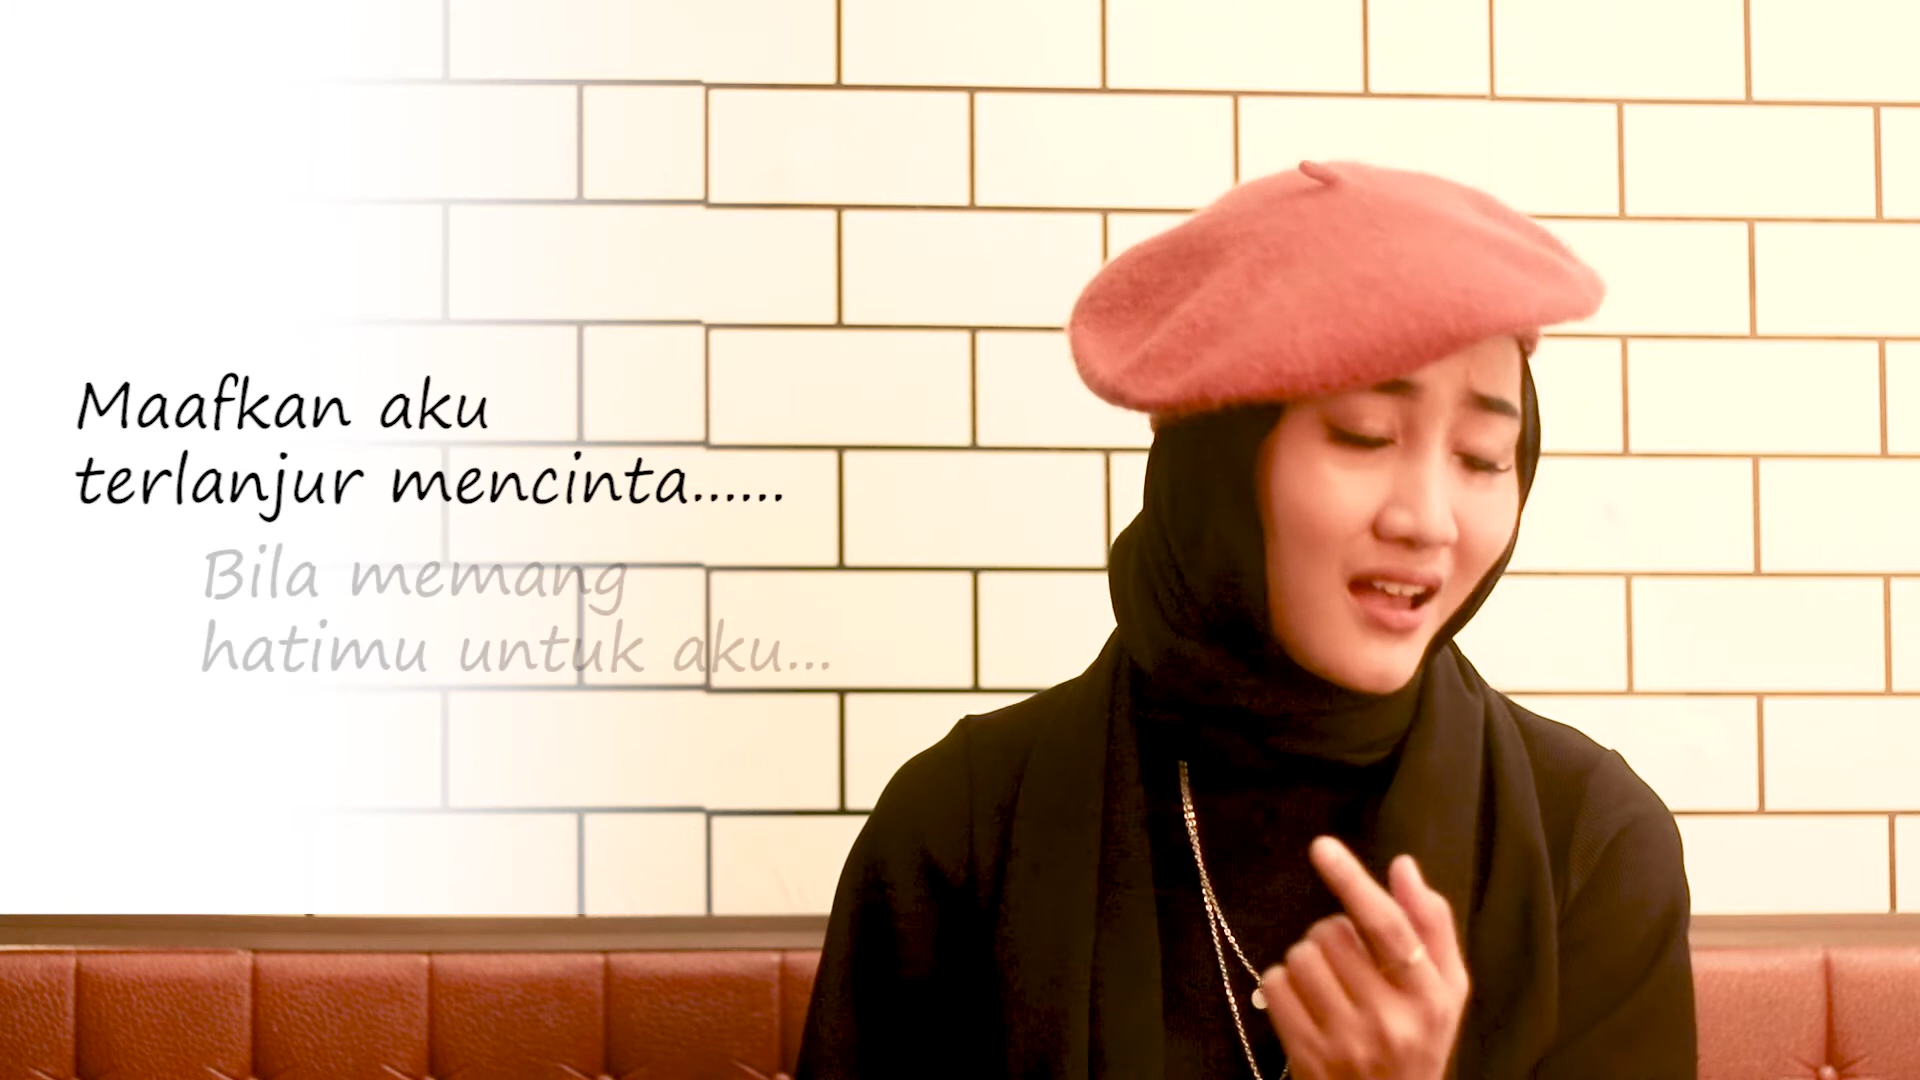 Maafkan aku
terlanjur mencinta......
Bila memang
hatimu untuk aku...